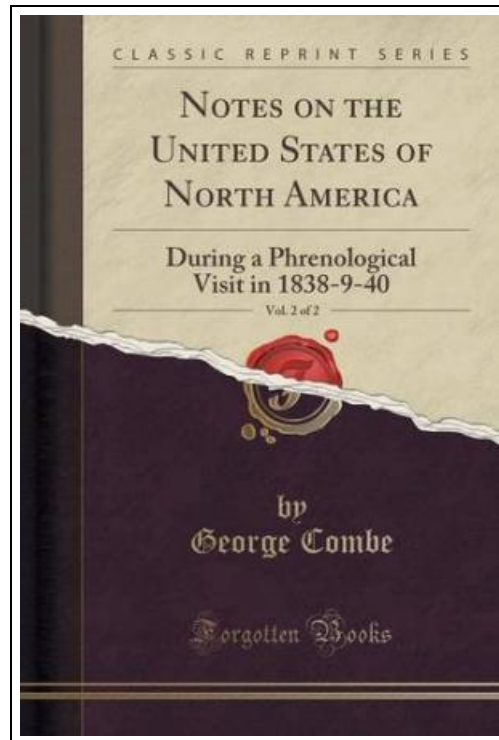 CLASSIC REPRINT SERIES
NOTES ON THE
UNITED STATES OF
NORTH AMERICA
During a Phrenological
Visit in 1838-9-40
Vol. 2 of 2
F
by
George Combe
Forgotten Books